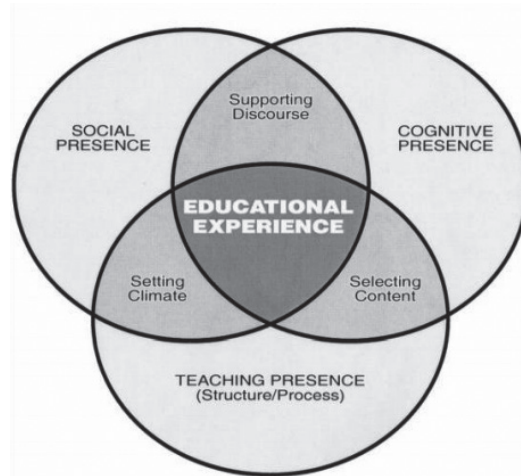 Supporting
Discourse
SOCIAL
PRESENCE
COGNITIVE
PRESENCE
EDUCATIONAL
EXPERIENCE
Setting
Climate
Selecting
Content
TEACHING PRESENCE
(Structure/Process)